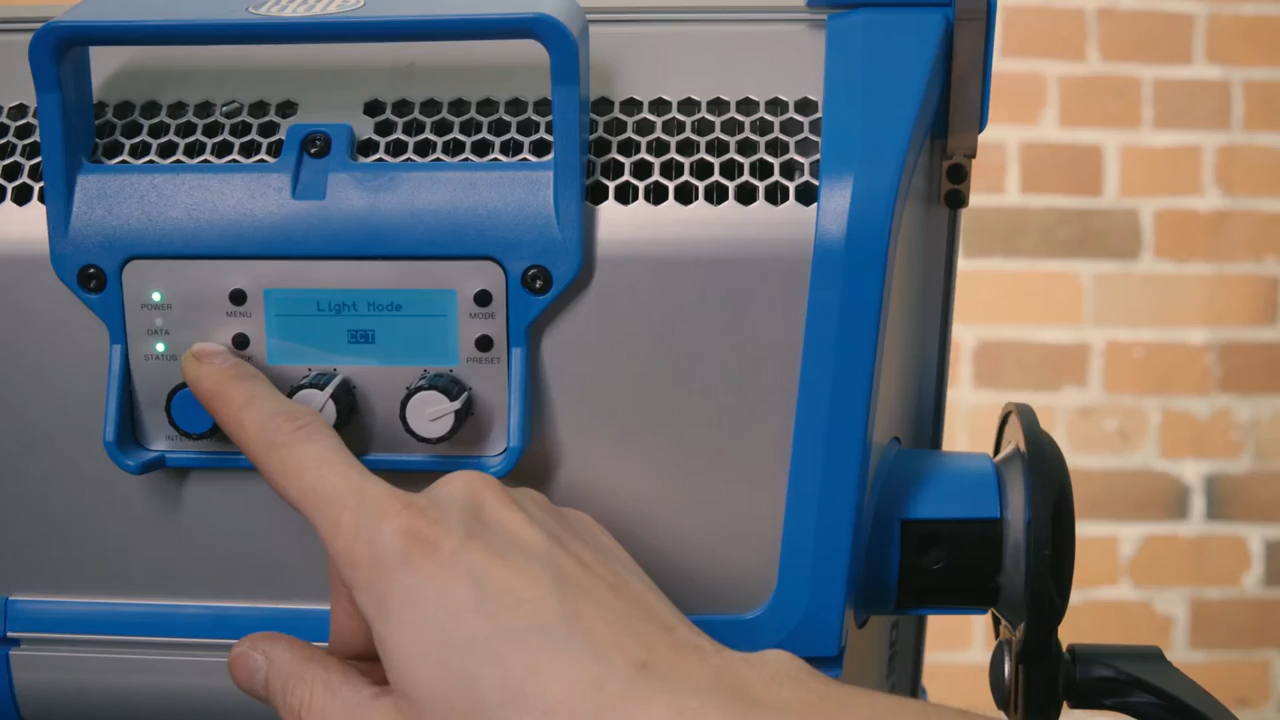 POWER
DATA
STATUS
MENU
Light Mode
CCT
MODE
PRESET